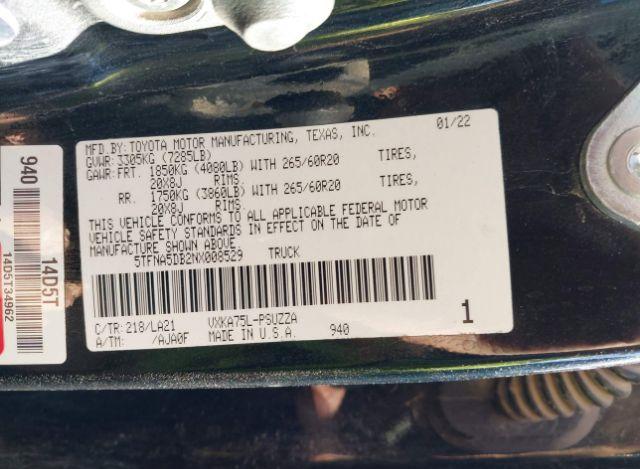 MFD.BY:TOYOTA MOTOR MANUFACTURING, TEXAS, INC. 01/22
GVWR: 3305KG (7285LB)
GAWR: FRT. 1850KG (4080LB) WITH 265/60R20 TIRES,
20X8J RIMS,
RR. 1750KG (3860LB) WITH 265/60R20 TIRES,
20X8J RIMS.
THIS VEHICLE CONFORMS TO ALL APPLICABLE FEDERAL MOTOR
VEHICLE SAFETY STANDARDS IN EFFECT ON THE DATE OF
MANUFACTURE SHOWN ABOVE.
5TFNA5DB2NX008529 TRUCK
C/TR: 218/LA21 VXKA75L-PSUZZA 1
A/TM: /AJA0F MADE IN U.S.A. 940
940
14D5T
14D5T34962